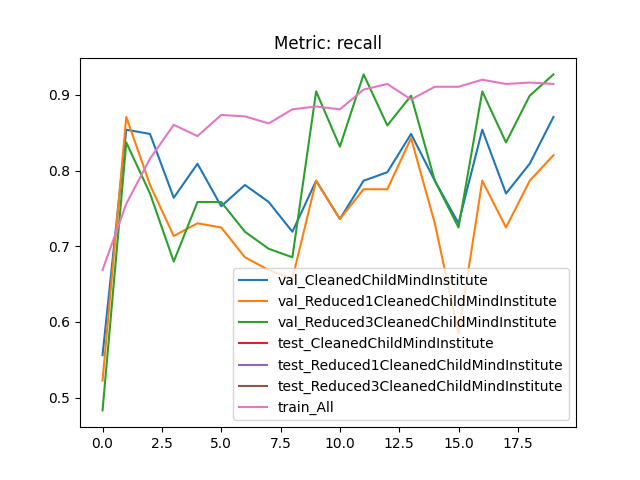 Metric: recall
0.9
0.8
0.7
0.6
0.5
val_CleanedChildMindInstitute
val_Reduced1CleanedChildMindInstitute
val_Reduced3CleanedChildMindInstitute
test_CleanedChildMindInstitute
test_Reduced1CleanedChildMindInstitute
test_Reduced3CleanedChildMindInstitute
train_All
0.0 2.5 5.0 7.5 10.0 12.5 15.0 17.5